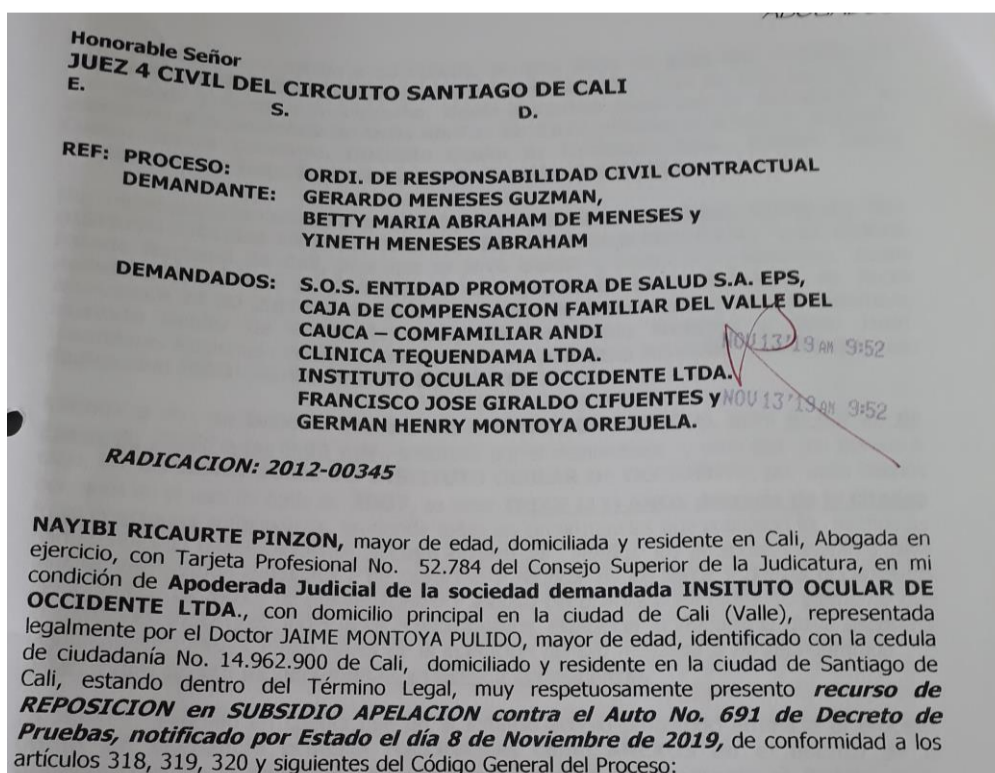 Honorable Señor
JUEZ 4 CIVIL DEL CIRCUITO SANTIAGO DE CALI
E. S. D.
REF: PROCESO: ORDI. DE RESPONSABILIDAD CIVIL CONTRACTUAL
DEMANDANTE: GERARDO MENESES GUZMAN,
BETTY MARIA ABRAHAM DE MENESES y
YINETH MENESES ABRAHAM
DEMANDADOS: S.O.S. ENTIDAD PROMOTORA DE SALUD S.A. EPS,
CAJA DE COMPENSACION FAMILIAR DEL VALLE DEL
CAUCA – COMFAMILIAR ANDI
NOV 13'19 AM 9:52
CLINICA TEQUENDAMA LTDA.
INSTITUTO OCULAR DE OCCIDENTE LTDA.
FRANCISCO JOSE GIRALDO CIFUENTES y NOV 13'19 AM 9:52
GERMAN HENRY MONTOYA OREJUELA.
RADICACION: 2012-00345
NAYIBI RICAURTE PINZON, mayor de edad, domiciliada y residente en Cali, Abogada en
ejercicio, con Tarjeta Profesional No. 52.784 del Consejo Superior de la Judicatura, en mi
condición de Apoderada Judicial de la sociedad demandada INSITUTO OCULAR DE
OCCIDENTE LTDA., con domicilio principal en la ciudad de Cali (Valle), representada
legalmente por el Doctor JAIME MONTOYA PULIDO, mayor de edad, identificado con la cedula
de ciudadanía No. 14.962.900 de Cali, domiciliado y residente en la ciudad de Santiago de
Cali, estando dentro del Término Legal, muy respetuosamente presento recurso de
REPOSICION en SUBSIDIO APELACION contra el Auto No. 691 de Decreto de
Pruebas, notificado por Estado el día 8 de Noviembre de 2019, de conformidad a los
artículos 318, 319, 320 y siguientes del Código General del Proceso: